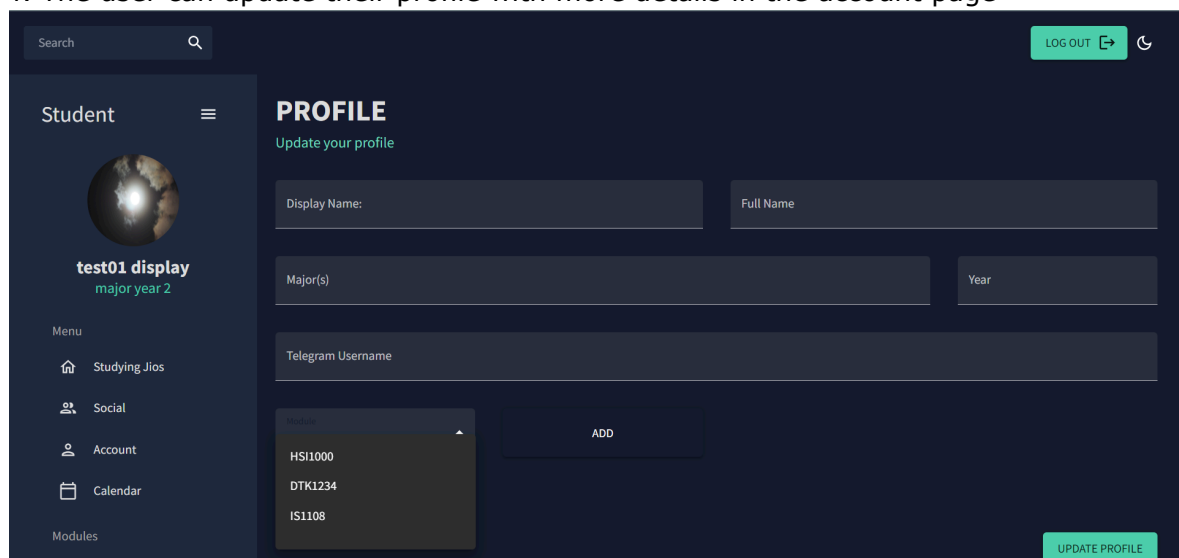 4. The user can update their profile with more details in the account page
Search
LOG OUT
Student
PROFILE
Update your profile
Display Name:
Full Name
test01 display
major year 2
Major(s)
Year
Menu
Telegram Username
Studying Jios
Social
Module
ADD
Account
HSI1000
DTK1234
Calendar
IS1108
Modules
UPDATE PROFILE